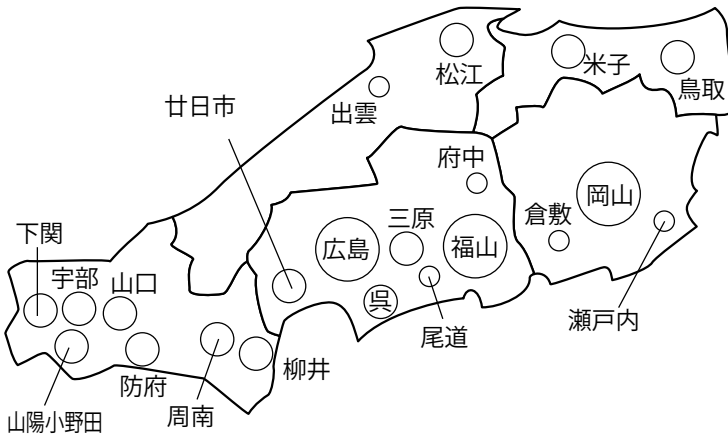 松江
米子
鳥取
出雲
廿日市
府中
岡山
倉敷
三原
広島
福山
下関
宇部
山口
呉
尾道
瀬戸内
柳井
防府
周南
山陽小野田